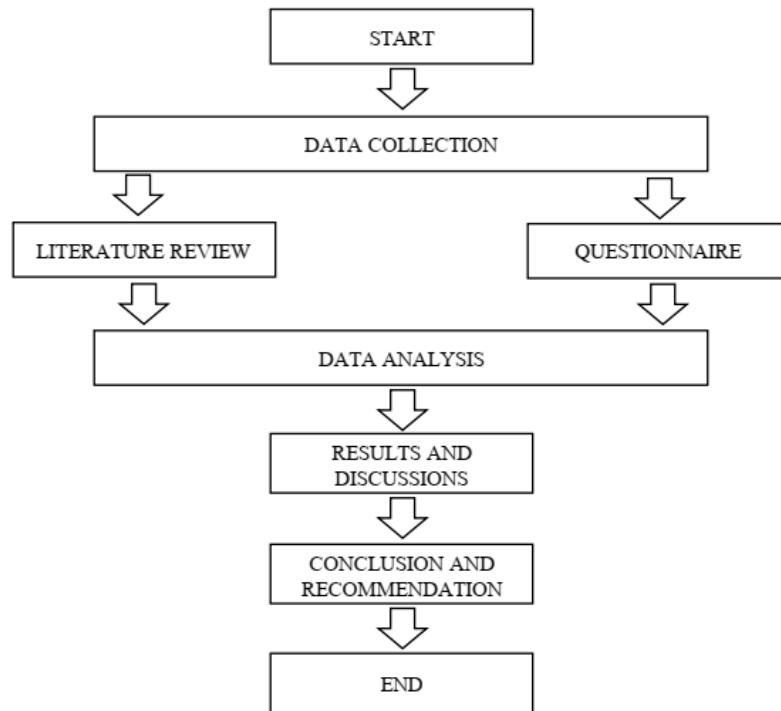 START
DATA COLLECTION
LITERATURE REVIEW
QUESTIONNAIRE
DATA ANALYSIS
RESULTS AND
DISCUSSIONS
CONCLUSION AND
RECOMMENDATION
END